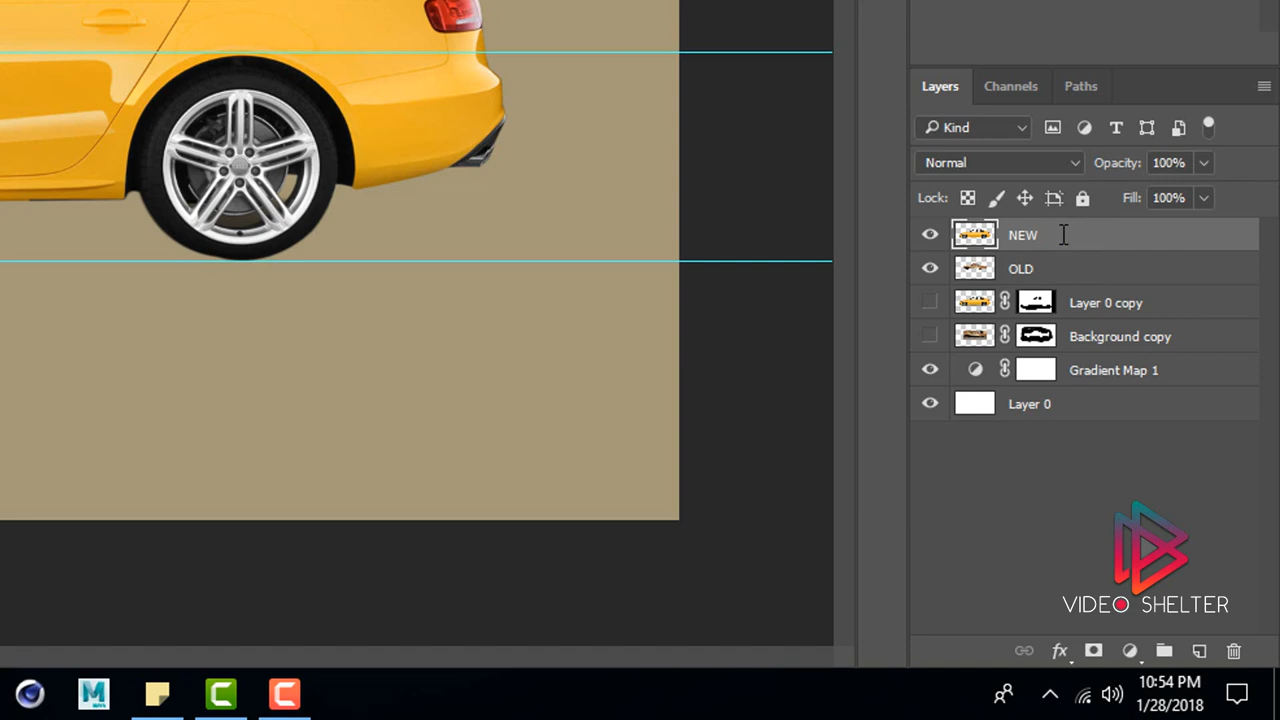 Layers
Channels
Paths
Kind
Normal
Opacity: 100%
Lock:
Fill: 100%
NEW
OLD
Layer 0 copy
Background copy
Gradient Map 1
Layer 0
VIDEO SHELTER
fx
10:54 PM
1/28/2018